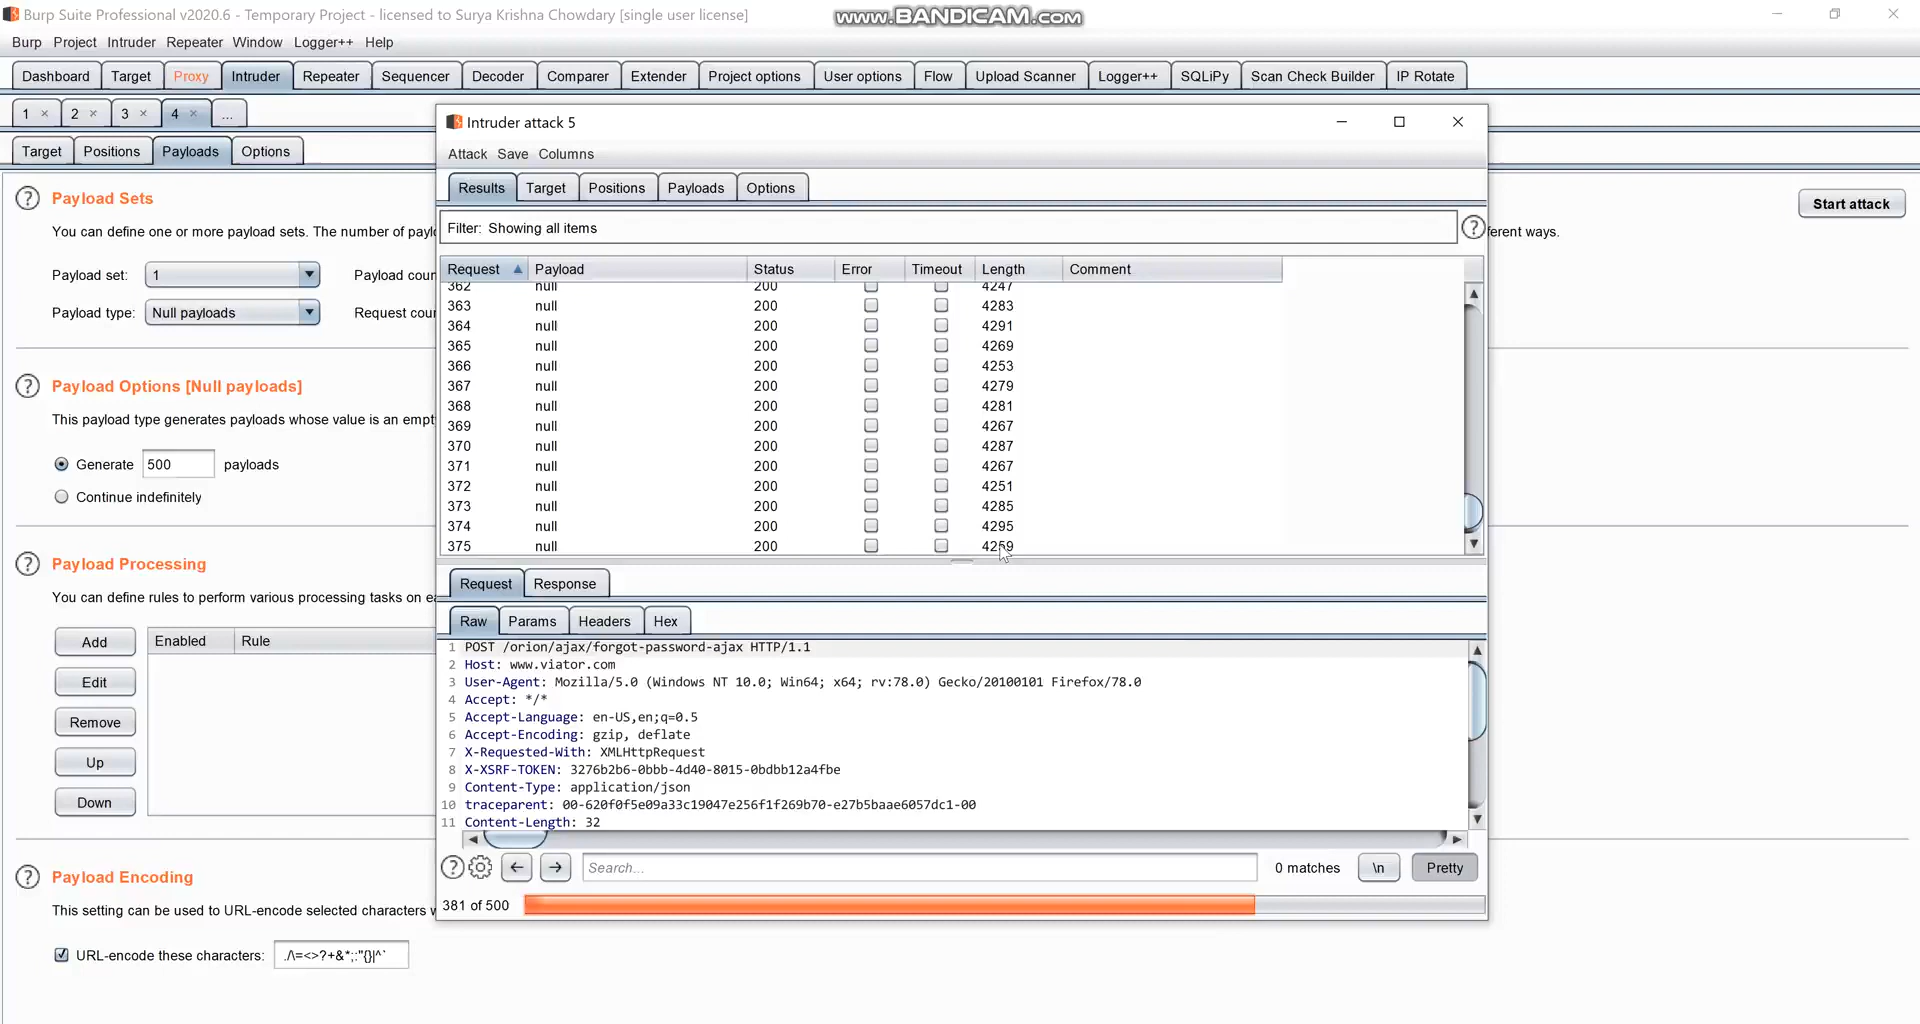 Burp Suite Professional v2020.6 - Temporary Project - licensed to Surya Krishna Chowdary [single user license]
www.BANDICAM.com
Burp Project Intruder Repeater Window Logger++ Help
Dashboard Target Proxy Intruder Repeater Sequencer Decoder Comparer Extender Project options User options Flow Upload Scanner Logger++ SQLiPy Scan Check Builder IP Rotate
1 × 2 × 3 × 4 × ...
Target Positions Payloads Options
Payload Sets
Start attack
You can define one or more payload sets. The number of
ferent ways.
Payload set: 1 Payload
Payload type: Null payloads Request
Payload Options [Null payloads]
This payload type generates payloads whose value is an
Generate 500 payloads
Continue indefinitely
Payload Processing
You can define rules to perform various processing tasks on
Add Enabled Rule
Edit
Remove
Up
Down
Payload Encoding
This setting can be used to URL-encode selected characters
URL-encode these characters: ./\=<>?+&*;:"{}|^`
Intruder attack 5
Attack Save Columns
Results Target Positions Payloads Options
Filter: Showing all items
Request Payload Status Error Timeout Length Comment
362 null 200 4247
363 null 200 4283
364 null 200 4291
365 null 200 4269
366 null 200 4253
367 null 200 4279
368 null 200 4281
369 null 200 4267
370 null 200 4287
371 null 200 4267
372 null 200 4251
373 null 200 4285
374 null 200 4295
375 null 200 4259
Request Response
Raw Params Headers Hex
1 POST /orion/ajax/forgot-password-ajax HTTP/1.1
2 Host: www.viator.com
3 User-Agent: Mozilla/5.0 (Windows NT 10.0; Win64; x64; rv:78.0) Gecko/20100101 Firefox/78.0
4 Accept: */*
5 Accept-Language: en-US,en;q=0.5
6 Accept-Encoding: gzip, deflate
7 X-Requested-With: XMLHttpRequest
8 X-XSRF-TOKEN: 3276b2b6-0bbb-4d40-8015-0bdbb12a4fbe
9 Content-Type: application/json
10 traceparent: 00-620f0f5e09a33c19047e256f1f269b70-e27b5baae6057dc1-00
11 Content-Length: 32
Search... 0 matches \n Pretty
381 of 500